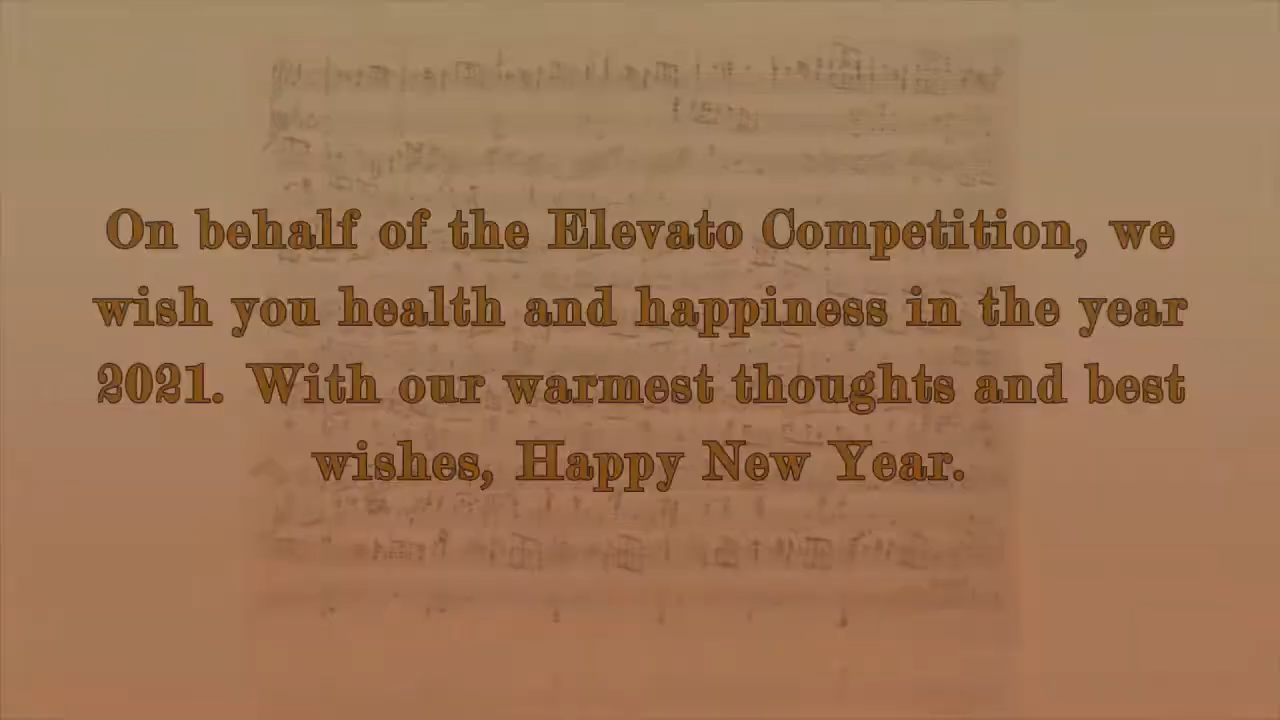 On behalf of the Elevato Competition, we
wish you health and happiness in the year
2021. With our warmest thoughts and best
wishes, Happy New Year.